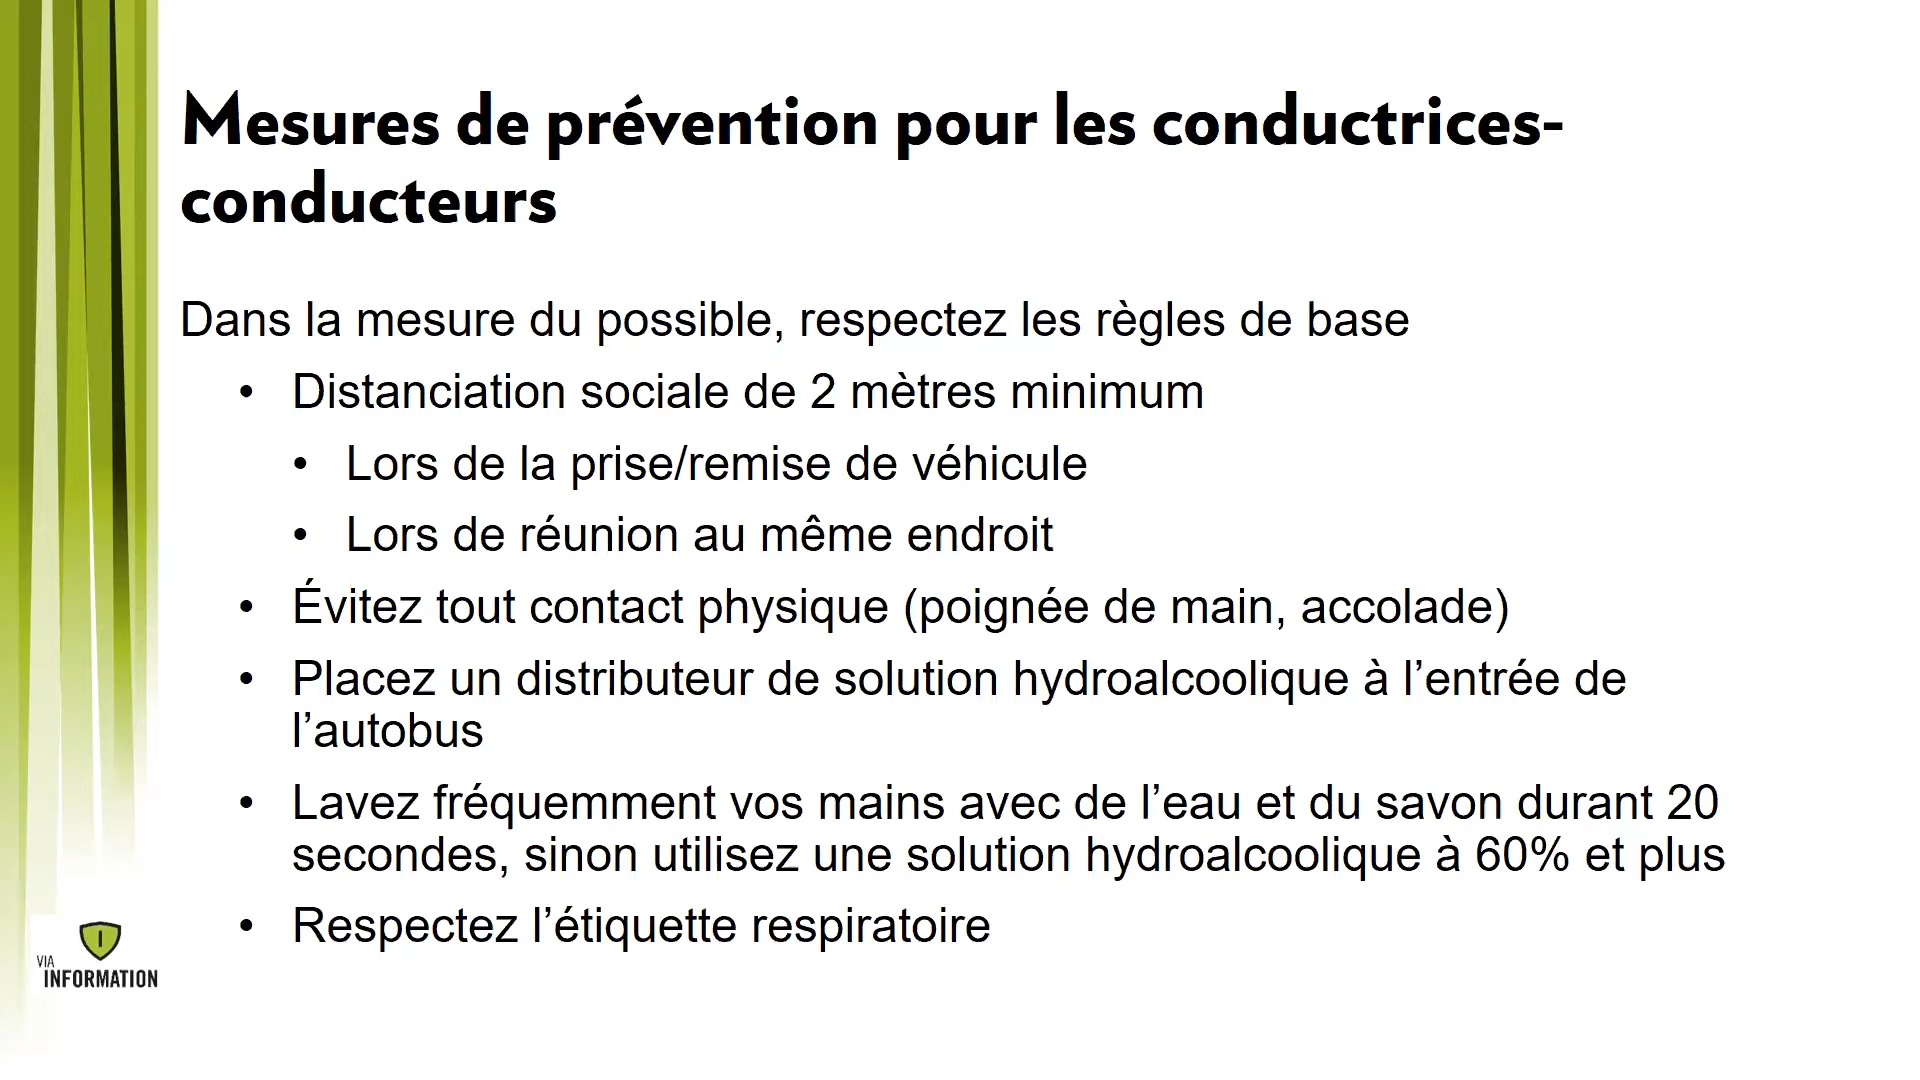 Mesures de prévention pour les conductrices-
conducteurs
Dans la mesure du possible, respectez les règles de base
• Distanciation sociale de 2 mètres minimum
• Lors de la prise/remise de véhicule
• Lors de réunion au même endroit
• Évitez tout contact physique (poignée de main, accolade)
• Placez un distributeur de solution hydroalcoolique à l’entrée de
l’autobus
• Lavez fréquemment vos mains avec de l’eau et du savon durant 20
secondes, sinon utilisez une solution hydroalcoolique à 60% et plus
• Respectez l’étiquette respiratoire
I
VIA
INFORMATION